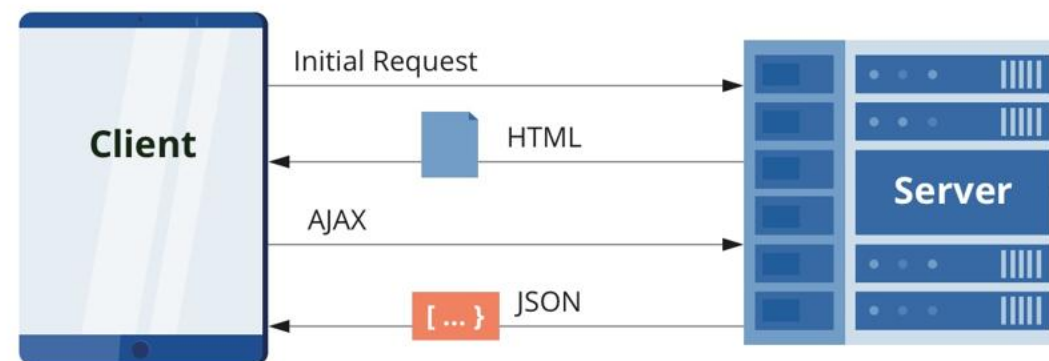 Initial Request
HTML
Client
Server
AJAX
JSON
[ ... }